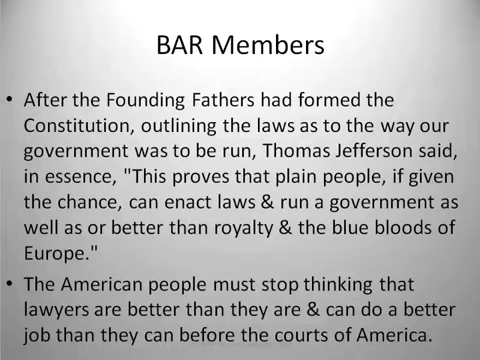 BAR Members
• After the Founding Fathers had formed the
Constitution, outlining the laws as to the way our
government was to be run, Thomas Jefferson said,
in essence, "This proves that plain people, if given
the chance, can enact laws & run a government as
well as or better than royalty & the blue bloods of
Europe."
• The American people must stop thinking that
lawyers are better than they are & can do a better
job than they can before the courts of America.